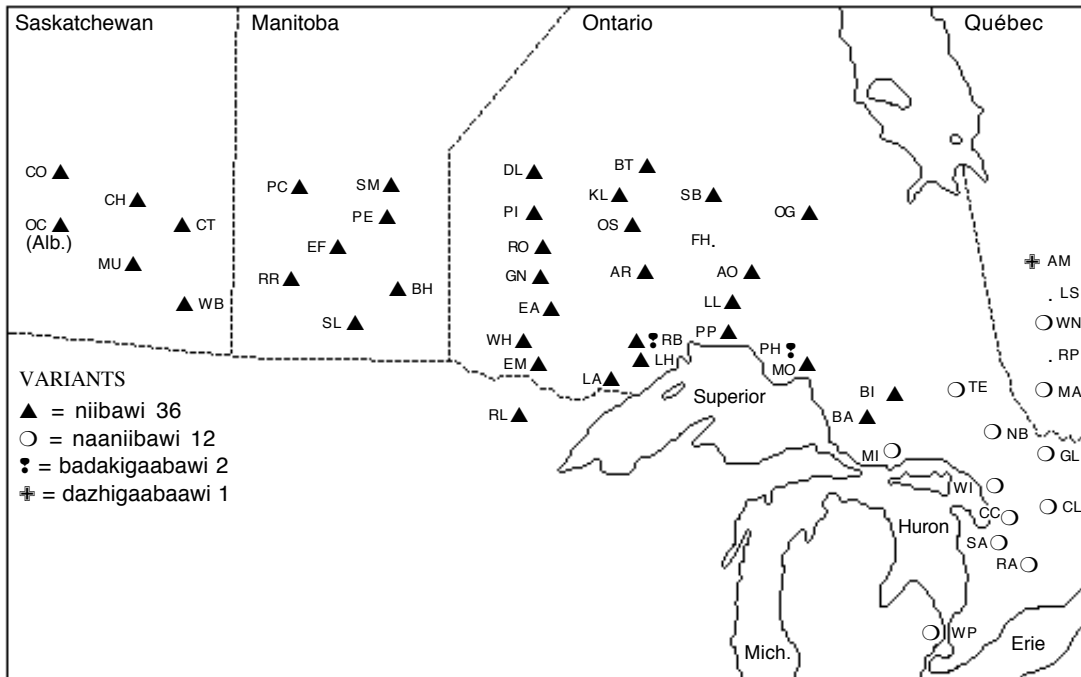 Saskatchewan Manitoba Ontario Québec
CO
CH
OC
(Alb.)
CT
MU
WB
PC
SM
PE
EF
RR
BH
SL
DL
BT
KL
SB
PI
OS
OG
RO
FH
GN
AR
AO
EA
LL
WH
RB
PP
PH
EM
LH
MO
LA
RL
BI
BA
MI
TE
NB
WI
CC
SA
RA
WP
AM
LS
WN
RP
MA
GL
CL
Superior
Huron
Mich.
Erie
VARIANTS
▲ = niibawi 36
❍ = naaniibawi 12
❢ = badakigaabawi 2
✙ = dazhigaabaawi 1